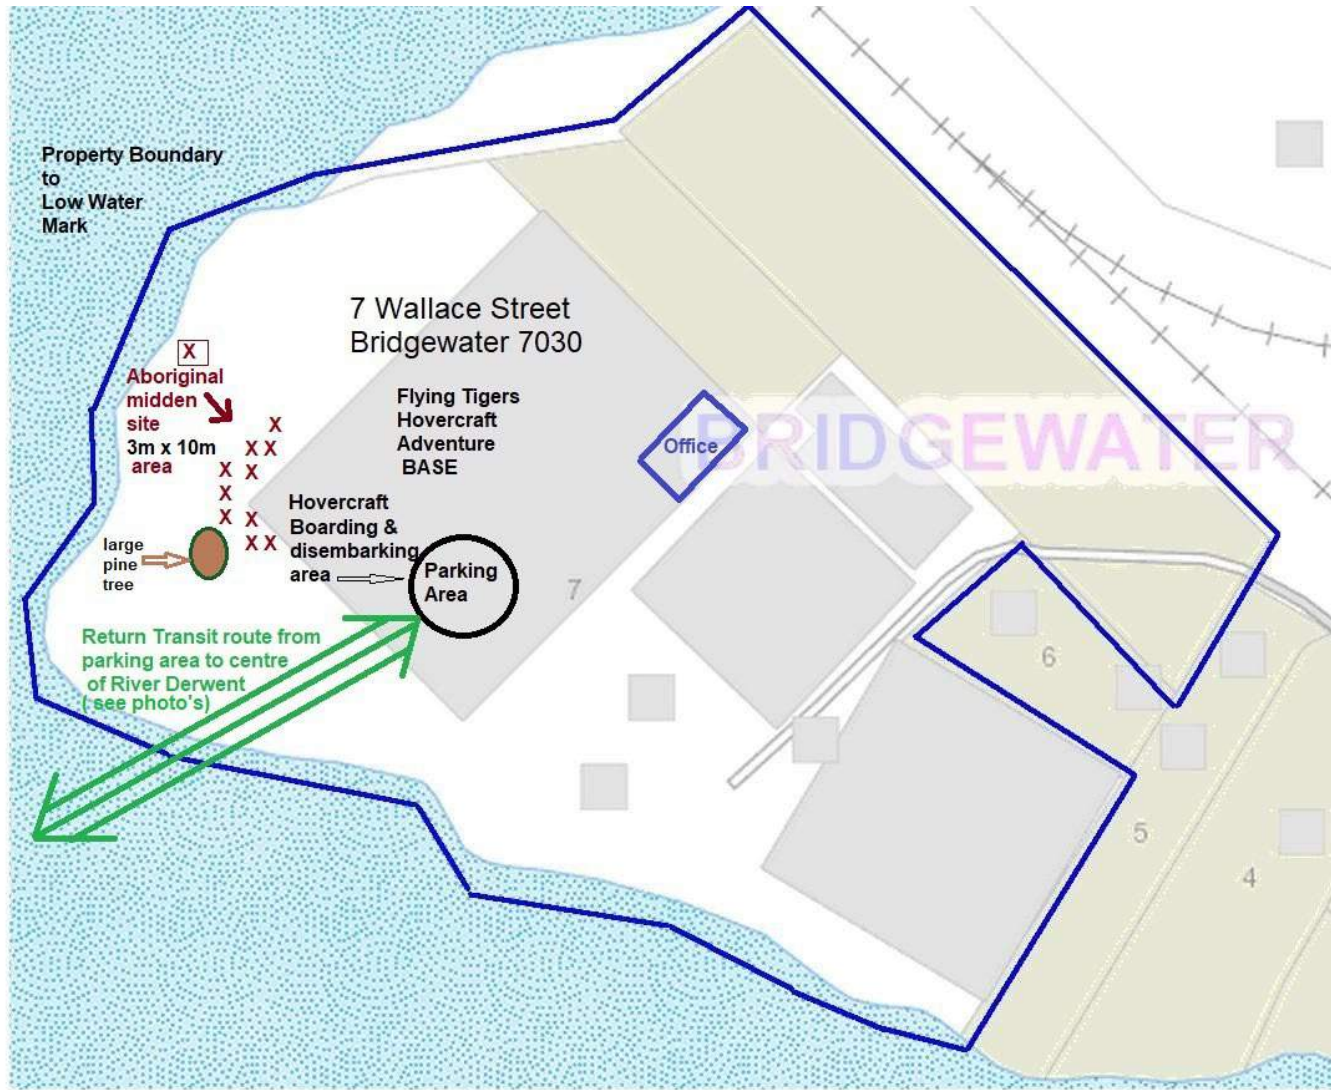 Property Boundary
to
Low Water
Mark
7 Wallace Street
Bridgewater 7030
X
Aboriginal
midden
site
3m x 10m
area
X
X X
X X
X
X X
X X
Flying Tigers
Hovercraft
Adventure
BASE
Office
BRIDGEWATER
Hovercraft
Boarding &
disembarking
area
Parking
Area
large
pine
tree
7
Return Transit route from
parking area to centre
of River Derwent
( see photo's)
6
5
4